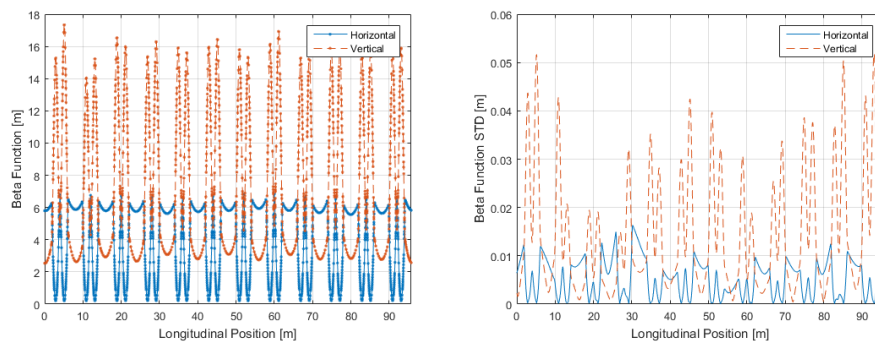 18
16
14
12
10
8
6
4
2
0
Beta Function [m]
0 10 20 30 40 50 60 70 80 90
Longitudinal Position [m]
Horizontal
Vertical
0.06
0.05
0.04
0.03
0.02
0.01
0
Beta Function STD [m]
0 10 20 30 40 50 60 70 80 90
Longitudinal Position [m]
Horizontal
Vertical